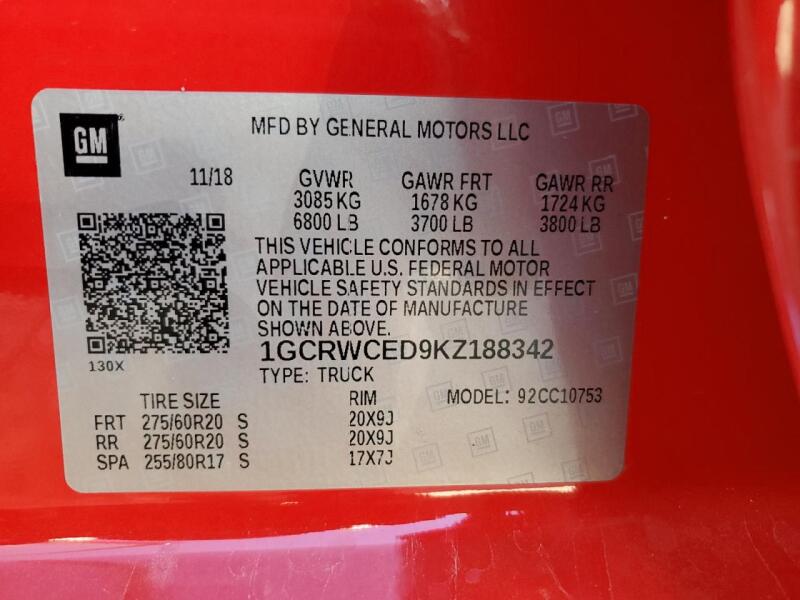 GM
MFD BY GENERAL MOTORS LLC
11/18 GVWR GAWR FRT GAWR RR
3085 KG 1678 KG 1724 KG
6800 LB 3700 LB 3800 LB
THIS VEHICLE CONFORMS TO ALL
APPLICABLE U.S. FEDERAL MOTOR
VEHICLE SAFETY STANDARDS IN EFFECT
ON THE DATE OF MANUFACTURE
SHOWN ABOVE.
1GCRWCED9KZ188342
130X
TYPE: TRUCK
TIRE SIZE RIM MODEL: 92CC10753
FRT 275/60R20 S 20X9J
RR 275/60R20 S 20X9J
SPA 255/80R17 S 17X7J